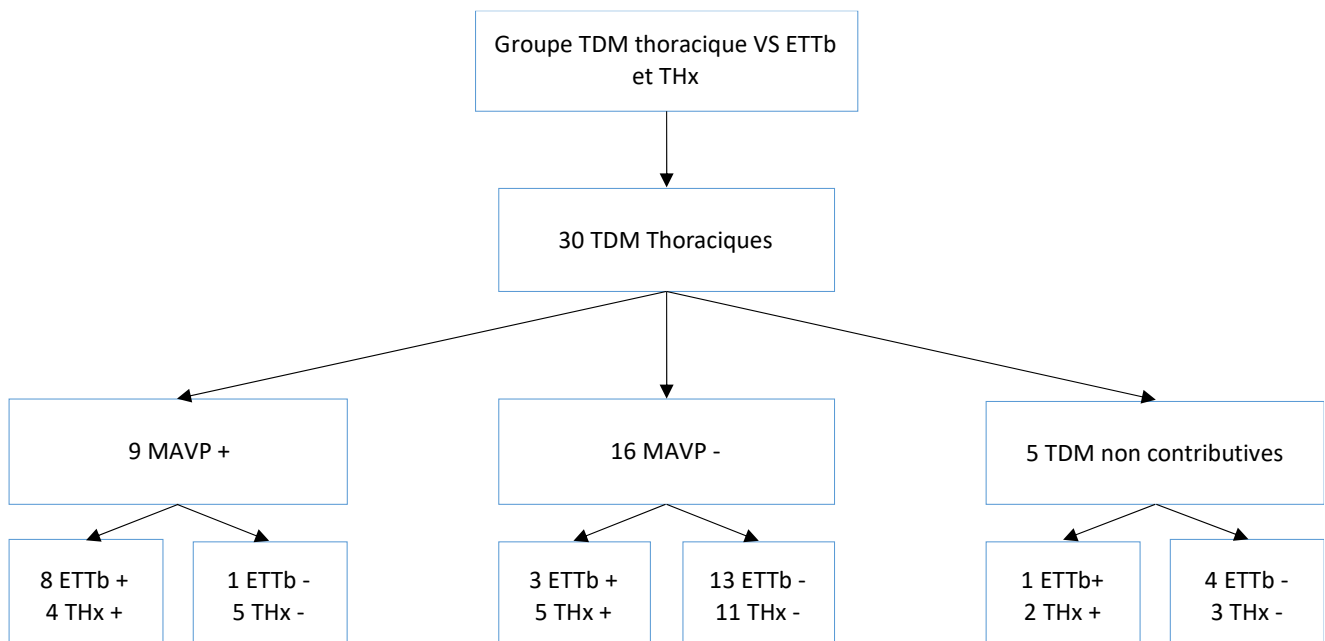 Groupe TDM thoracique VS ETTb
et THx
30 TDM Thoraciques
9 MAVP +
16 MAVP -
5 TDM non contributives
8 ETTb +
4 THx +
1 ETTb -
5 THx -
3 ETTb +
5 THx +
13 ETTb -
11 THx -
1 ETTb+
2 THx +
4 ETTb -
3 THx -